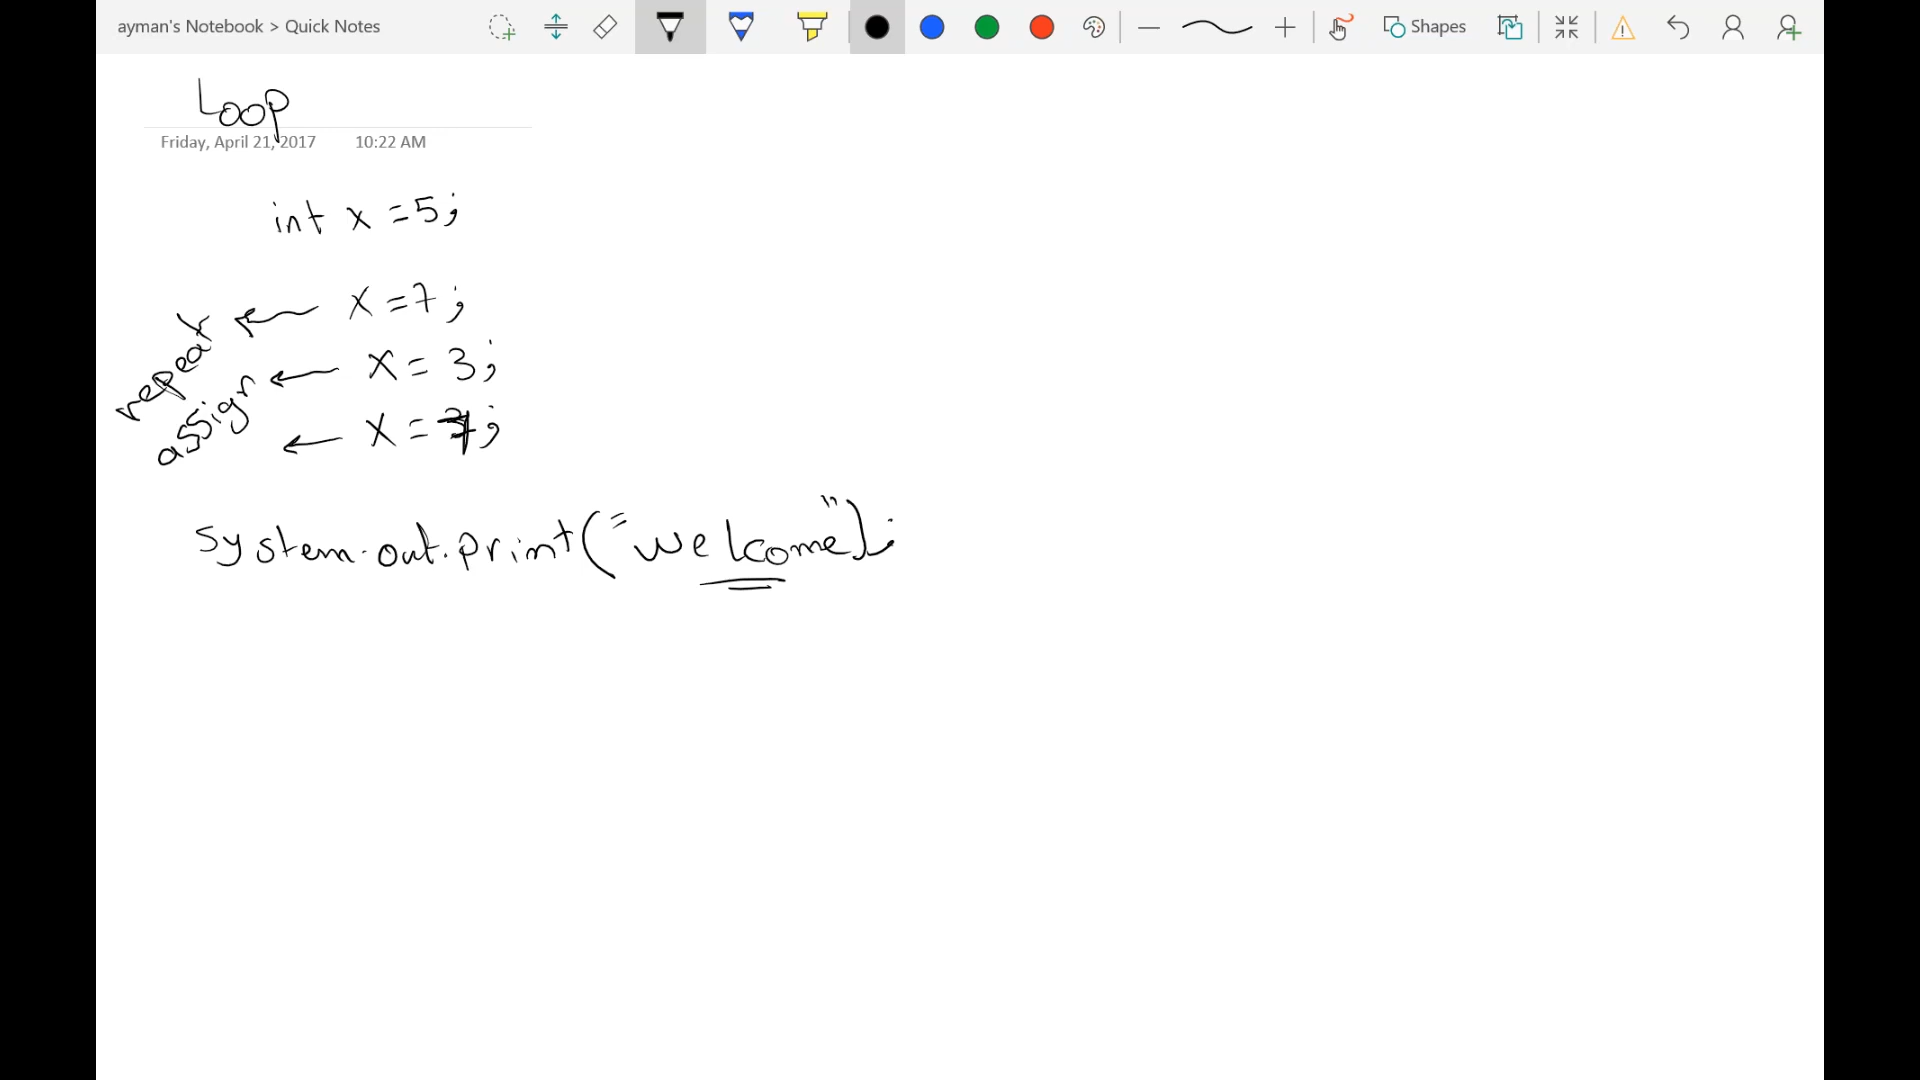 ayman's Notebook > Quick Notes
Shapes
Loop
Friday, April 21, 2017 10:22 AM
int x = 5;
x = 7;
x = 3;
x = ;
repeat
assign
System.out.print("welcome");